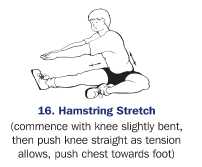 16. Hamstring Stretch
(commence with knee slightly bent,
then push knee straight as tension
allows, push chest towards foot)